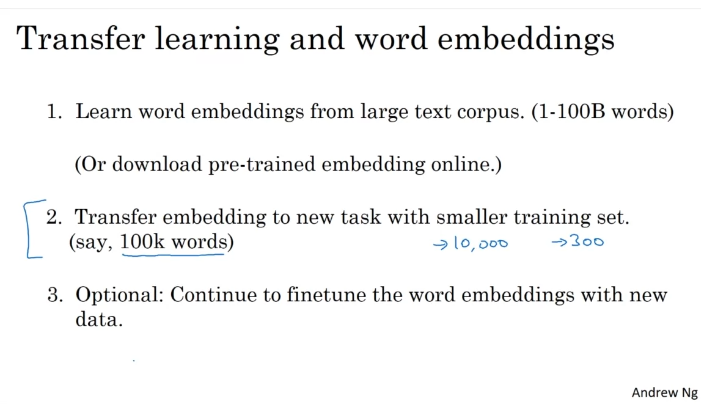 Transfer learning and word embeddings
1. Learn word embeddings from large text corpus. (1-100B words)
(Or download pre-trained embedding online.)
2. Transfer embedding to new task with smaller training set.
(say, 100k words) →10,000 →300
3. Optional: Continue to finetune the word embeddings with new
data.
Andrew Ng